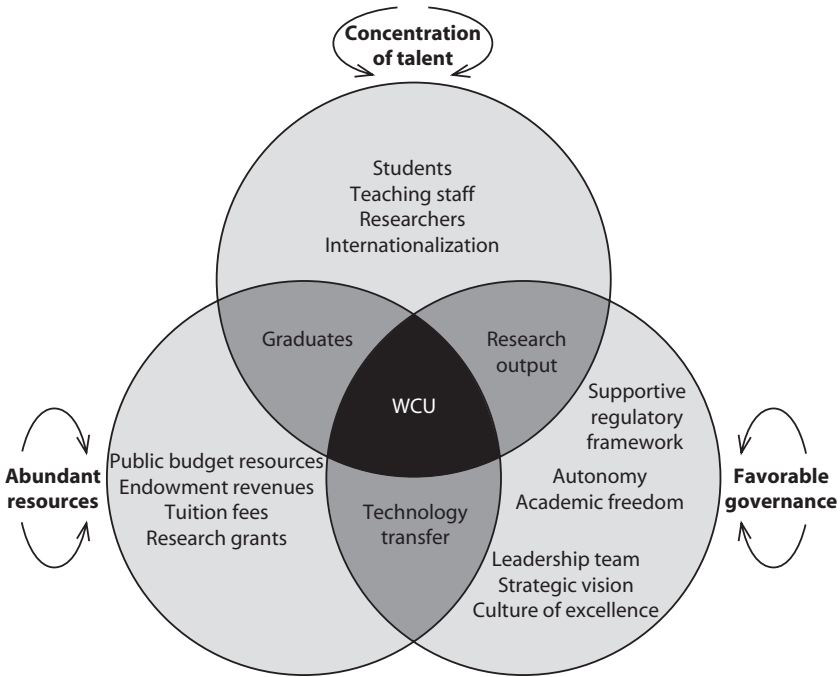 Concentration
of talent
Students
Teaching staff
Researchers
Internationalization
Graduates
Research
output
WCU
Supportive
regulatory
framework
Abundant
resources
Public budget resources
Endowment revenues
Tuition fees
Research grants
Autonomy
Academic freedom
Favorable
governance
Technology
transfer
Leadership team
Strategic vision
Culture of excellence